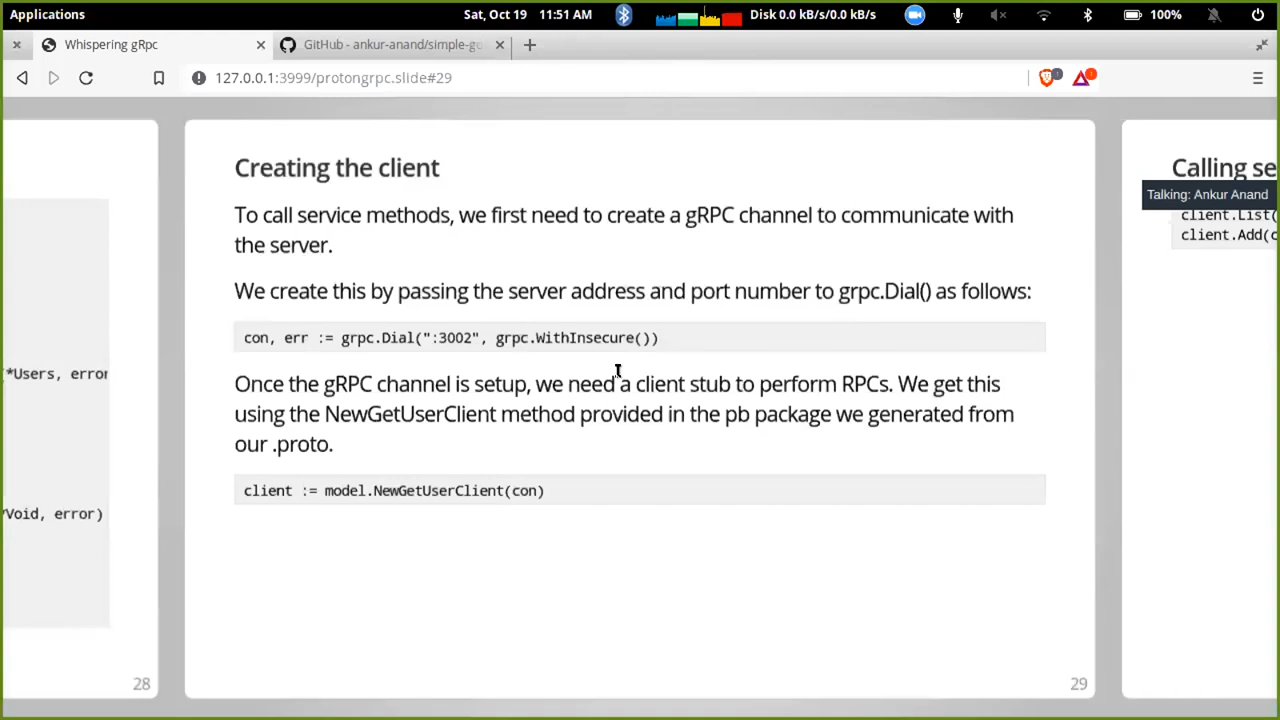 Applications
Sat, Oct 19 11:51 AM
Disk 0.0 kB/s/0.0 kB/s
100%
Whispering gRpc
GitHub - ankur-anand/simple-go
127.0.0.1:3999/protongrpc.slide#29
Creating the client
To call service methods, we first need to create a gRPC channel to communicate with
the server.
We create this by passing the server address and port number to grpc.Dial() as follows:
con, err := grpc.Dial(":3002", grpc.WithInsecure())
Once the gRPC channel is setup, we need a client stub to perform RPCs. We get this
using the NewGetUserClient method provided in the pb package we generated from
our .proto.
client := model.NewGetUserClient(con)
29
(*Users, error
Void, error)
28
Calling se
Talking: Ankur Anand
client.List(
client.Add(c